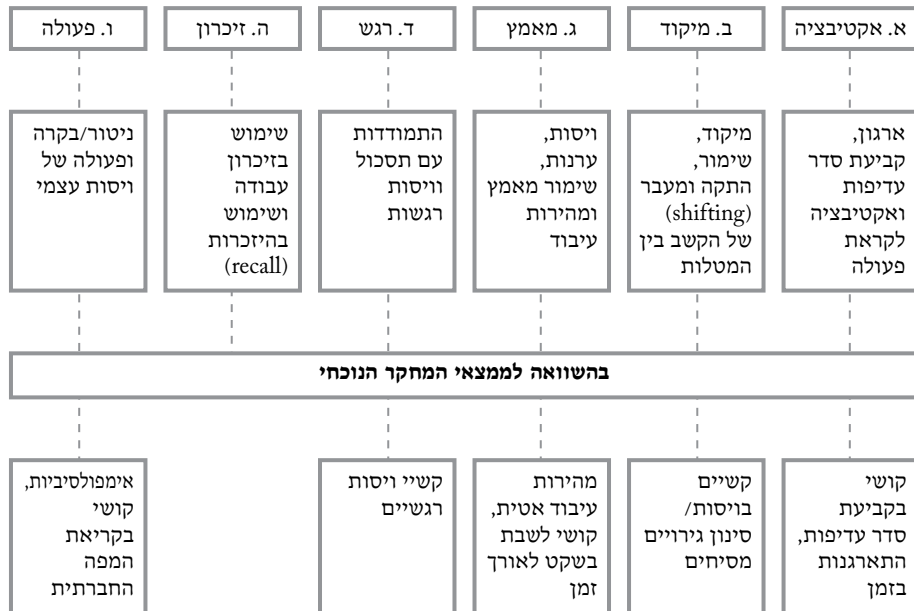 א. אקטיבציה
ב. מיקוד
ג. מאמץ
ד. רגש
ה. זיכרון
ו. פעולה
ארגון,
קביעת סדר
עדיפות
ואקטיבציה
לקראת
פעולה
מיקוד,
שימור,
התקה ומעבר
(shifting)
של הקשב בין
המטלות
ויסות,
ערנות,
שימור מאמץ
ומהירות
עיבוד
התמודדות
עם תסכול
וויסות
רגשות
שימוש
בזיכרון
עבודה
ושימוש
בהיזכרות
(recall)
ניטור/בקרה
ופעולה של
ויסות עצמי
בהשוואה לממצאי המחקר הנוכחי
קושי
בקביעת
סדר עדיפות,
התארגנות
בזמן
קשיים
בויסות/
סינון גירויים
מסיחים
מהירות
עיבוד אטית,
קושי לשבת
בשקט לאורך
זמן
קשיי ויסות
רגשיים
אימפולסיביות,
קושי
בקריאת
המפה
החברתית